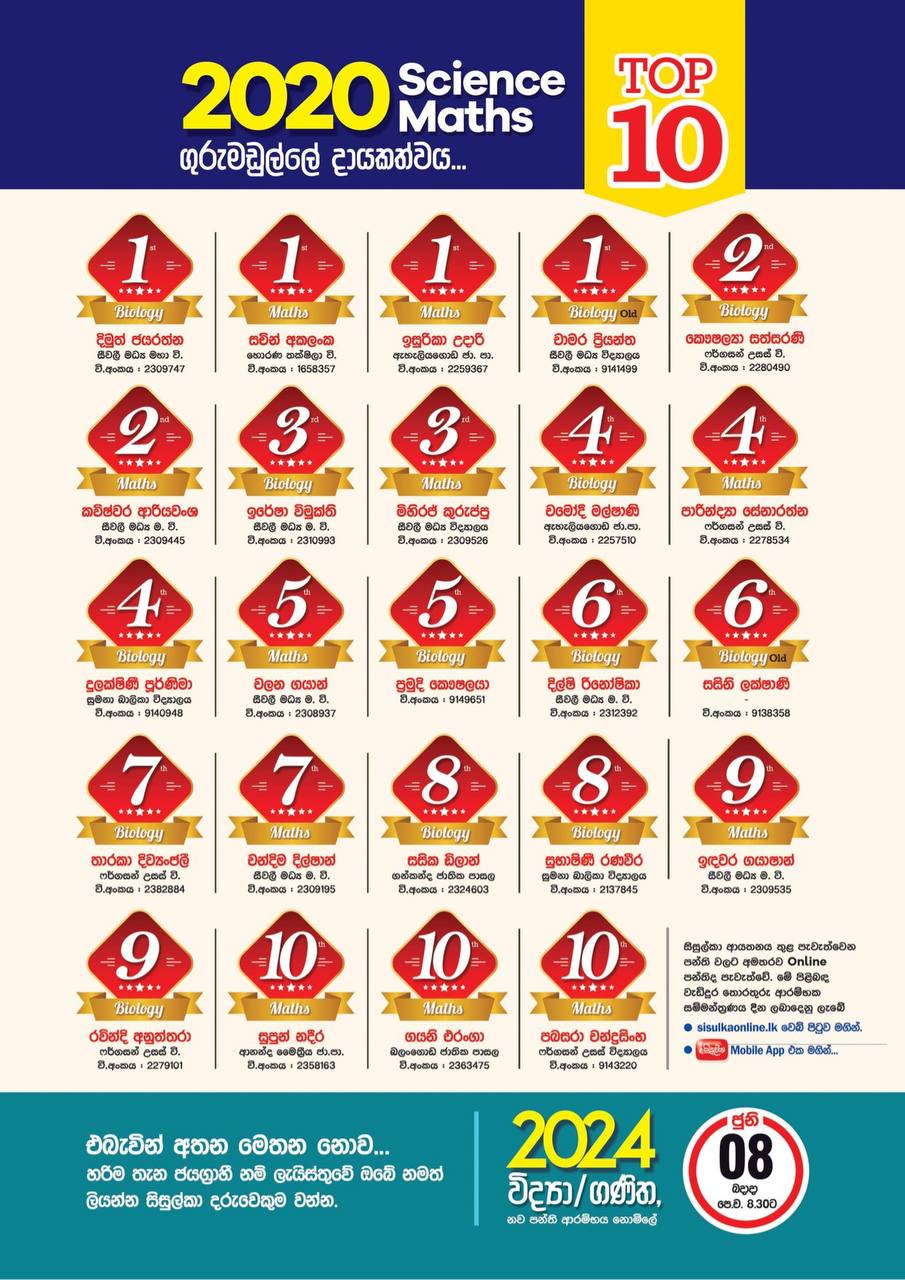 2020 Science
Maths
ගුරුමඬුල්ලේ දායකත්වය...
TOP
10
1st
Biology
දිමුත් ජයරත්න
සීවලී මධ්‍ය මහා වි.
වි.අංකය : 2309747
1st
Maths
සචින් අකලංක
හොරණ තක්ෂිලා වි.
වි.අංකය : 1658357
1st
Maths
ඉසුරිකා උදාරි
ඇහැලියගොඩ ජා. පා.
වි.අංකය : 2259367
1st
Biology Old
චාමර ප්‍රියන්ත
සීවලී මධ්‍ය විද්‍යාලය
වි.අංකය : 9141499
2nd
Biology
කෞෂල්‍යා සත්සරණි
ෆර්ගසන් උසස් වි.
වි.අංකය : 2280490
2nd
Maths
කවිෂ්වර ආරියවංශ
සීවලී මධ්‍ය ම. වි.
වි.අංකය : 2309445
3rd
Biology
ඉරේෂා විමුක්ති
සීවලී මධ්‍ය ම. වි.
වි.අංකය : 2310993
3rd
Maths
මිහිරජ් කුරුප්පු
සීවලී මධ්‍ය විද්‍යාලය
වි.අංකය : 2309526
4th
Biology
චමෝදි මල්ෂාණි
ඇහැලියගොඩ ජා.පා.
වි.අංකය : 2257510
4th
Maths
පාරින්ද්‍යා සේනාරත්න
ෆර්ගසන් උසස් වි.
වි.අංකය : 2278534
4th
Biology
දුලක්ෂිණී පූර්ණිමා
සුමනා බාලිකා විද්‍යාලය
වි.අංකය : 9140948
5th
Maths
චලන ගයාන්
සීවලී මධ්‍ය ම. වි.
වි.අංකය : 2308937
5th
Biology
ප්‍රමුදි කෞෂලයා
වි.අංකය : 9149651
6th
Biology
දිල්ෂි රිනෝෂිකා
සීවලී මධ්‍ය ම. වි.
වි.අංකය : 2312392
6th
Biology Old
සසිනි ලක්ෂාණි
-
වි.අංකය : 9138358
7th
Biology
තාරකා දිව්‍යංජලී
ෆර්ගසන් උසස් වි.
වි.අංකය : 2382884
7th
Maths
චන්දිම දිල්ෂාන්
සීවලී මධ්‍ය ම. වි.
වි.අංකය : 2309195
8th
Biology
සසික ඩිලාන්
ගන්කන්ද ජාතික පාසල
වි.අංකය : 2324603
8th
Biology
සුභාෂිණී රණවීර
සුමනා බාලිකා විද්‍යාලය
වි.අංකය : 2137845
9th
Maths
ඉඳුවර ගයාෂාන්
සීවලී මධ්‍ය ම. වි.
වි.අංකය : 2309535
9
Biology
රවින්දි අනුත්තරා
ෆර්ගසන් උසස් වි.
වි.අංකය : 2279101
10th
Maths
සුපුන් නදීර
ආනන්ද මෛත්‍රීය ජා.පා.
වි.අංකය : 2358163
10th
Maths
ගයනි එරංගා
බලංගොඩ ජාතික පාසල
වි.අංකය : 2363475
10th
Maths
පබසරා චන්ද්‍රසිංහ
ෆර්ගසන් උසස් විද්‍යාලය
වි.අංකය : 9143220
සිසුල්කා ආයතනය තුළ පැවැත්වෙන
පන්ති වලට අමතරව Online
පන්තිද පැවැත්වේ. මේ පිළිබඳ
වැඩිදුර තොරතුරු ආරම්භක
සම්මන්ත්‍රණය දින ලබාදෙනු ලැබේ
● sisulkaonline.lk වෙබ් පිටුව මගින්.
● Mobile App එක මගින්...
එබැවින් අතන මෙතන නොව...
හරිම තැන ජයග්‍රාහී නම් ලැයිස්තුවේ ඔබේ නමත්
ලියන්න සිසුල්කා දරුවෙකුම වන්න.
2024
විද්‍යා/ගණිත,
නව පන්ති ආරම්භය නොමිලේ
ජුනි
08
බදාදා
පෙ.ව. 8.30ට